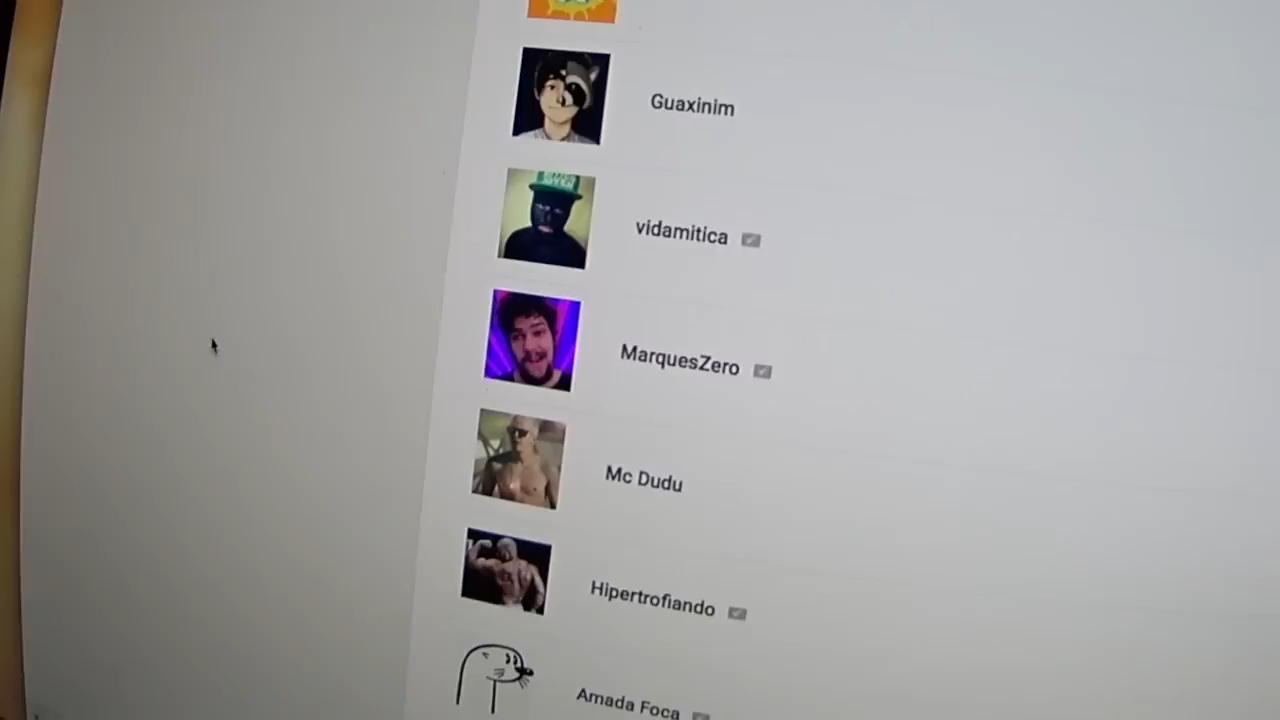 Guaxinim
vidamitica
MarquesZero
Mc Dudu
Hipertrofiando
Amada Foca